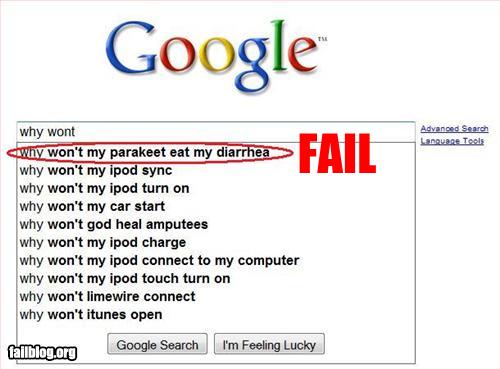 Google™
why wont
Advanced Search
Language Tools
why won't my parakeet eat my diarrhea
FAIL
why won't my ipod sync
why won't my ipod turn on
why won't my car start
why won't god heal amputees
why won't my ipod charge
why won't my ipod connect to my computer
why won't my ipod touch turn on
why won't limewire connect
why won't itunes open
Google Search
I'm Feeling Lucky
failblog.org